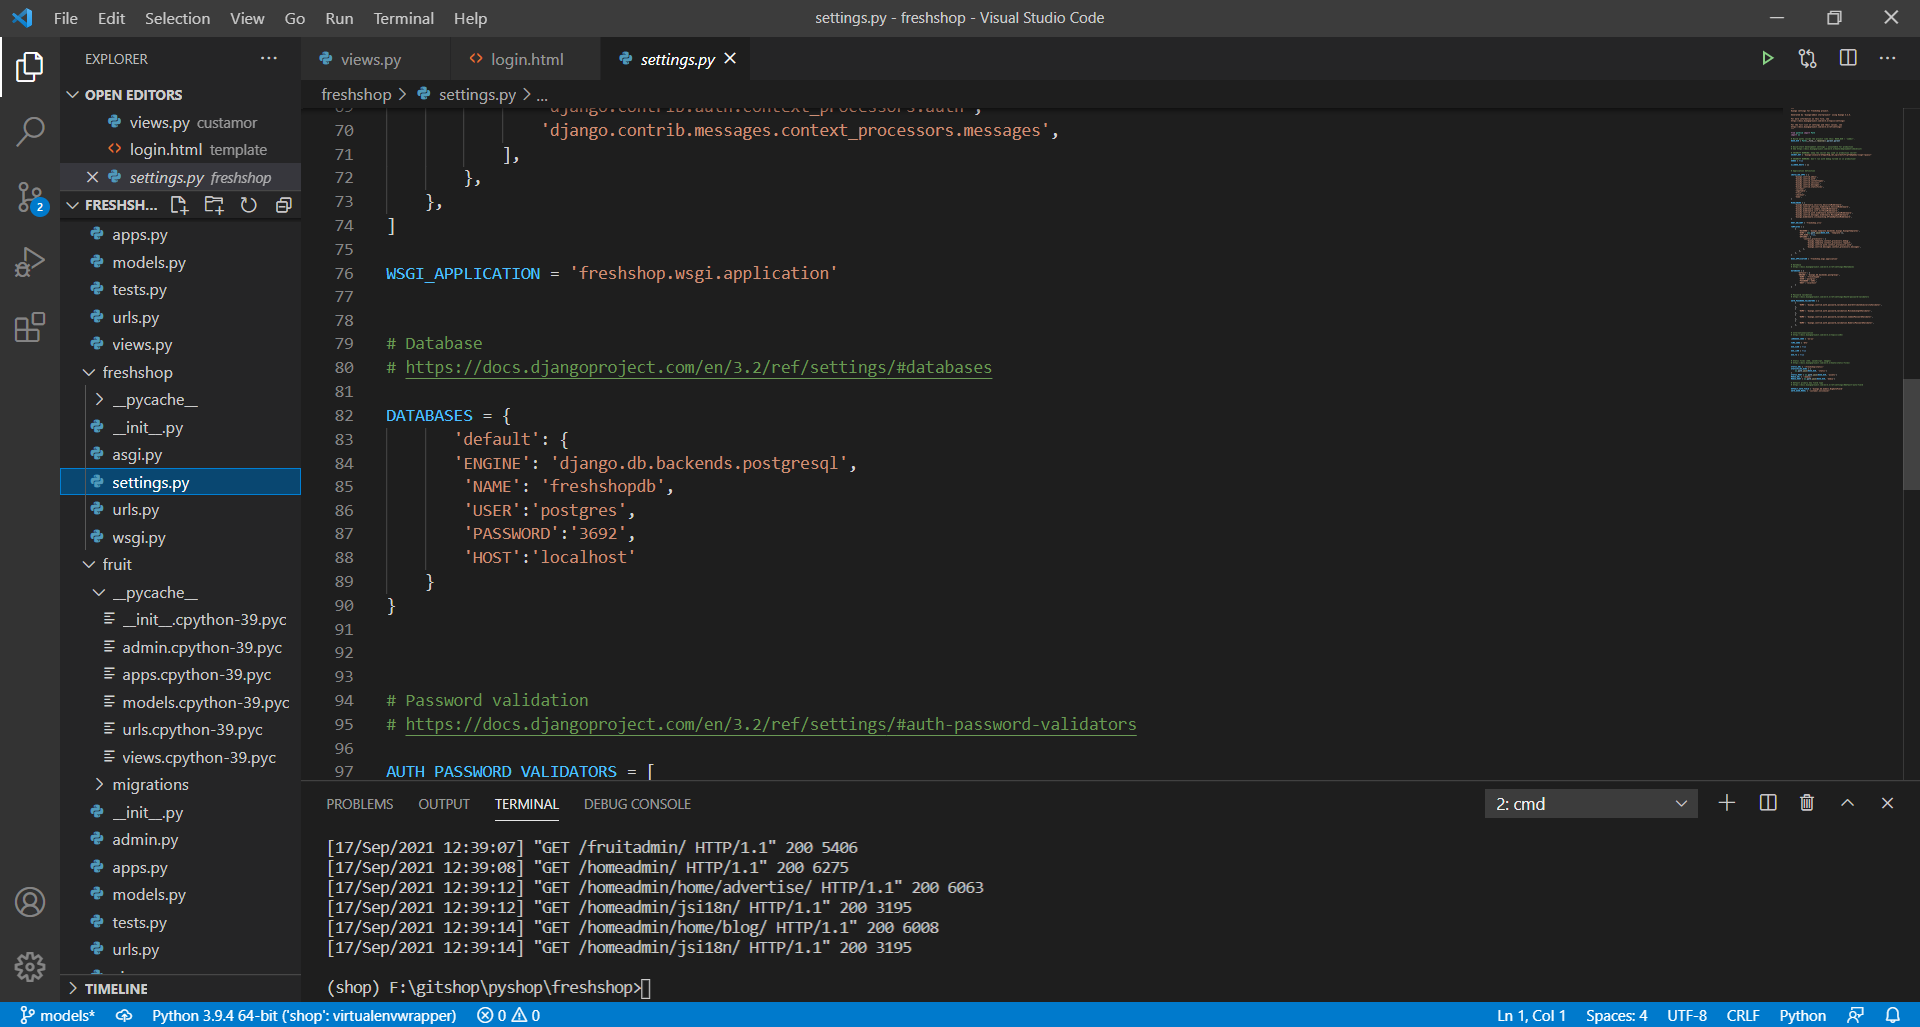 File Edit Selection View Go Run Terminal Help
settings.py - freshshop - Visual Studio Code
EXPLORER
views.py
login.html
settings.py
OPEN EDITORS
views.py custamor
login.html template
settings.py freshshop
FRESHSH...
2
apps.py
models.py
tests.py
urls.py
views.py
freshshop
__pycache__
__init__.py
asgi.py
settings.py
urls.py
wsgi.py
fruit
__pycache__
__init__.cpython-39.pyc
admin.cpython-39.pyc
apps.cpython-39.pyc
models.cpython-39.pyc
urls.cpython-39.pyc
views.cpython-39.pyc
migrations
__init__.py
admin.py
apps.py
models.py
tests.py
urls.py
TIMELINE
freshshop > settings.py > ...
69 'django.contrib.auth.context_processors.auth',
70 'django.contrib.messages.context_processors.messages',
71 ],
72 },
73 },
74 ]
75
76 WSGI_APPLICATION = 'freshshop.wsgi.application'
77
78
79 # Database
80 # https://docs.djangoproject.com/en/3.2/ref/settings/#databases
81
82 DATABASES = {
83 'default': {
84 'ENGINE': 'django.db.backends.postgresql',
85 'NAME': 'freshshopdb',
86 'USER':'postgres',
87 'PASSWORD':'3692',
88 'HOST':'localhost'
89 }
90 }
91
92
93
94 # Password validation
95 # https://docs.djangoproject.com/en/3.2/ref/settings/#auth-password-validators
96
97 AUTH_PASSWORD_VALIDATORS = [
PROBLEMS OUTPUT TERMINAL DEBUG CONSOLE
2: cmd
[17/Sep/2021 12:39:07] "GET /fruitadmin/ HTTP/1.1" 200 5406
[17/Sep/2021 12:39:08] "GET /homeadmin/ HTTP/1.1" 200 6275
[17/Sep/2021 12:39:12] "GET /homeadmin/home/advertise/ HTTP/1.1" 200 6063
[17/Sep/2021 12:39:12] "GET /homeadmin/jsi18n/ HTTP/1.1" 200 3195
[17/Sep/2021 12:39:14] "GET /homeadmin/home/blog/ HTTP/1.1" 200 6008
[17/Sep/2021 12:39:14] "GET /homeadmin/jsi18n/ HTTP/1.1" 200 3195
(shop) F:\gitshop\pyshop\freshshop>
models* Python 3.9.4 64-bit ('shop': virtualenvwrapper) 0 0
Ln 1, Col 1 Spaces: 4 UTF-8 CRLF Python